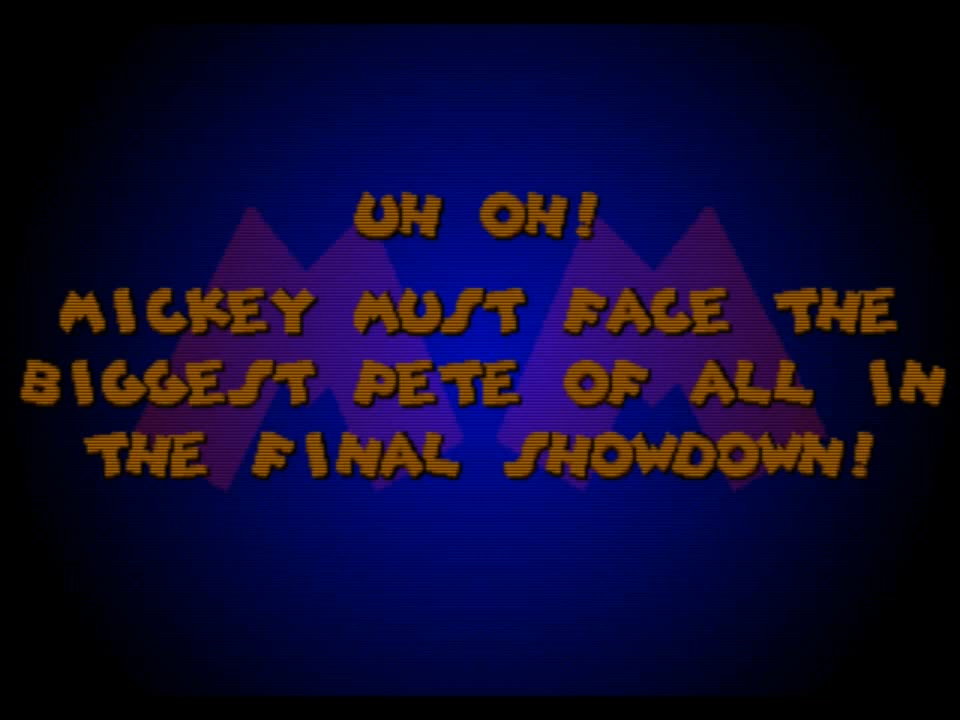 UH OH!
MICKEY MUST FACE THE
BIGGEST PETE OF ALL IN
THE FINAL SHOWDOWN!